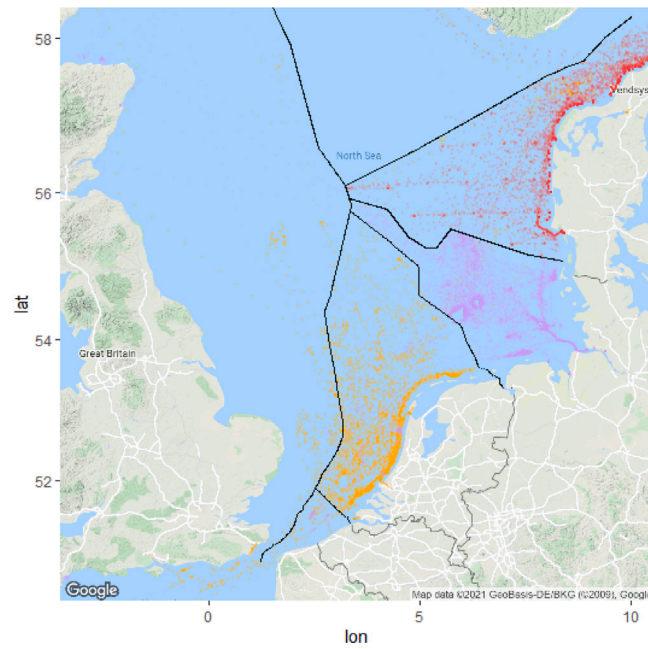 58
Vendsys
North Sea
56
lat
54
Great Britain
52
Google
Map data ©2021 GeoBasis-DE/BKG (©2009), Google
0
5
10
lon